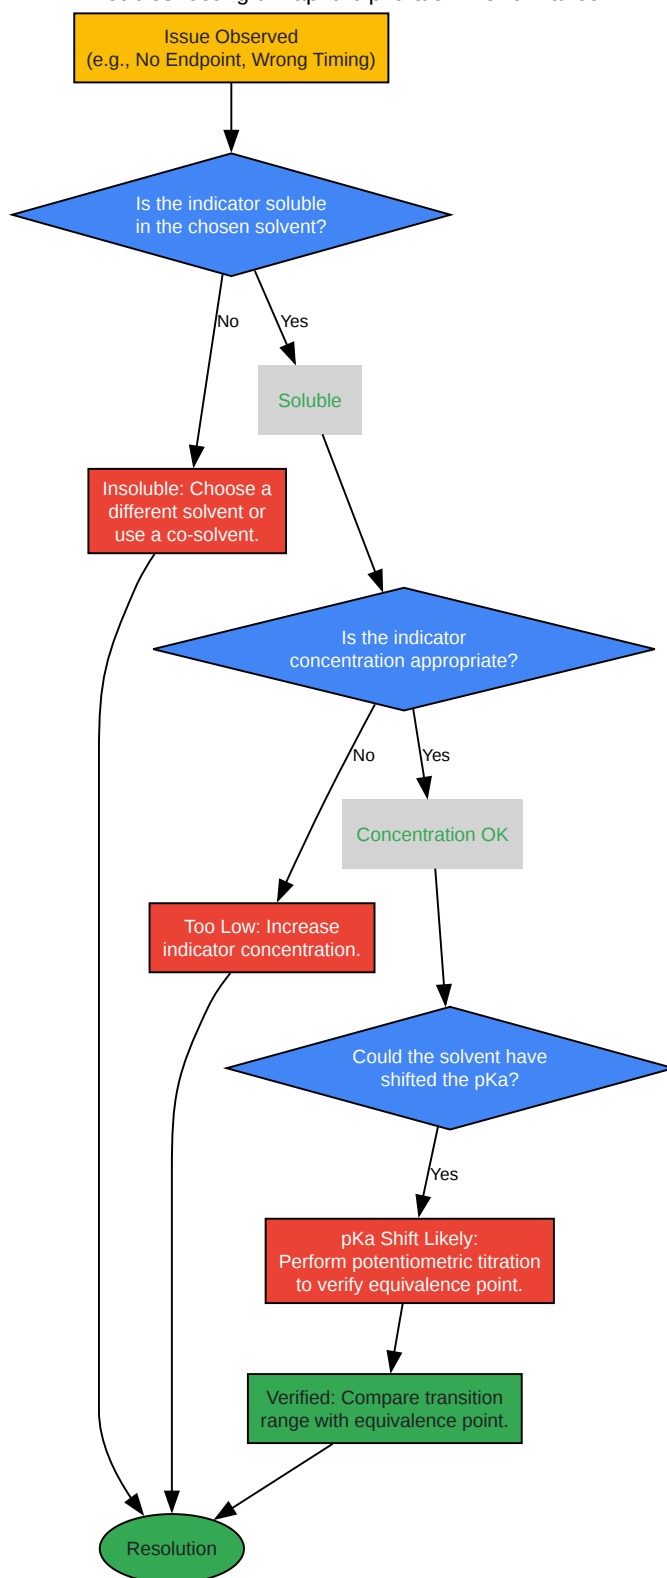 Issue Observed
(e.g., No Endpoint, Wrong Timing)
Is the indicator soluble
in the chosen solvent?
No
Yes
Soluble
Insoluble: Choose a
different solvent or
use a co-solvent.
Is the indicator
concentration appropriate?
No
Yes
Concentration OK
Too Low: Increase
indicator concentration.
Could the solvent have
shifted the pKa?
Yes
pKa Shift Likely:
Perform potentiometric titration
to verify equivalence point.
Verified: Compare transition
range with equivalence point.
Resolution